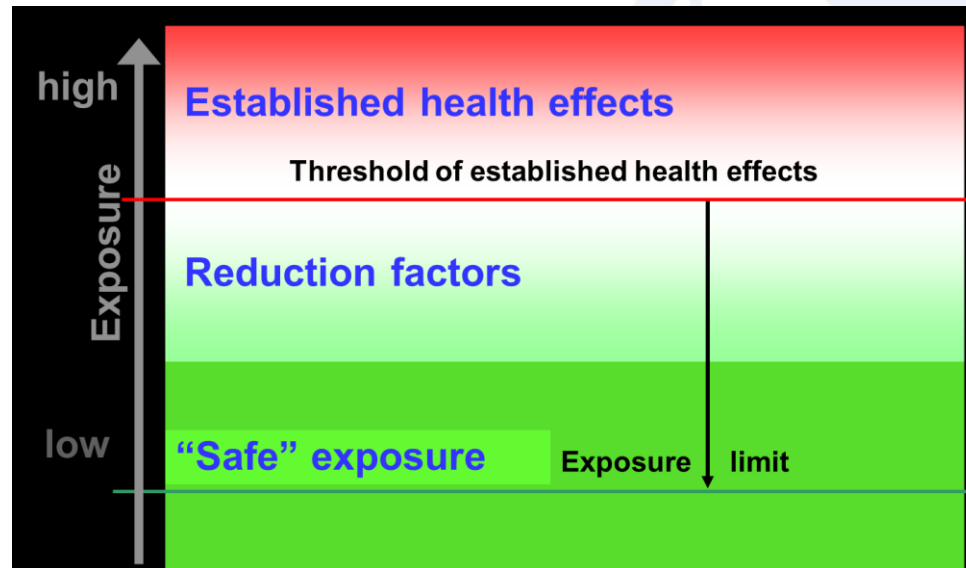 high
Established health effects
Threshold of established health effects
Exposure
Reduction factors
low
“Safe” exposure
Exposure limit